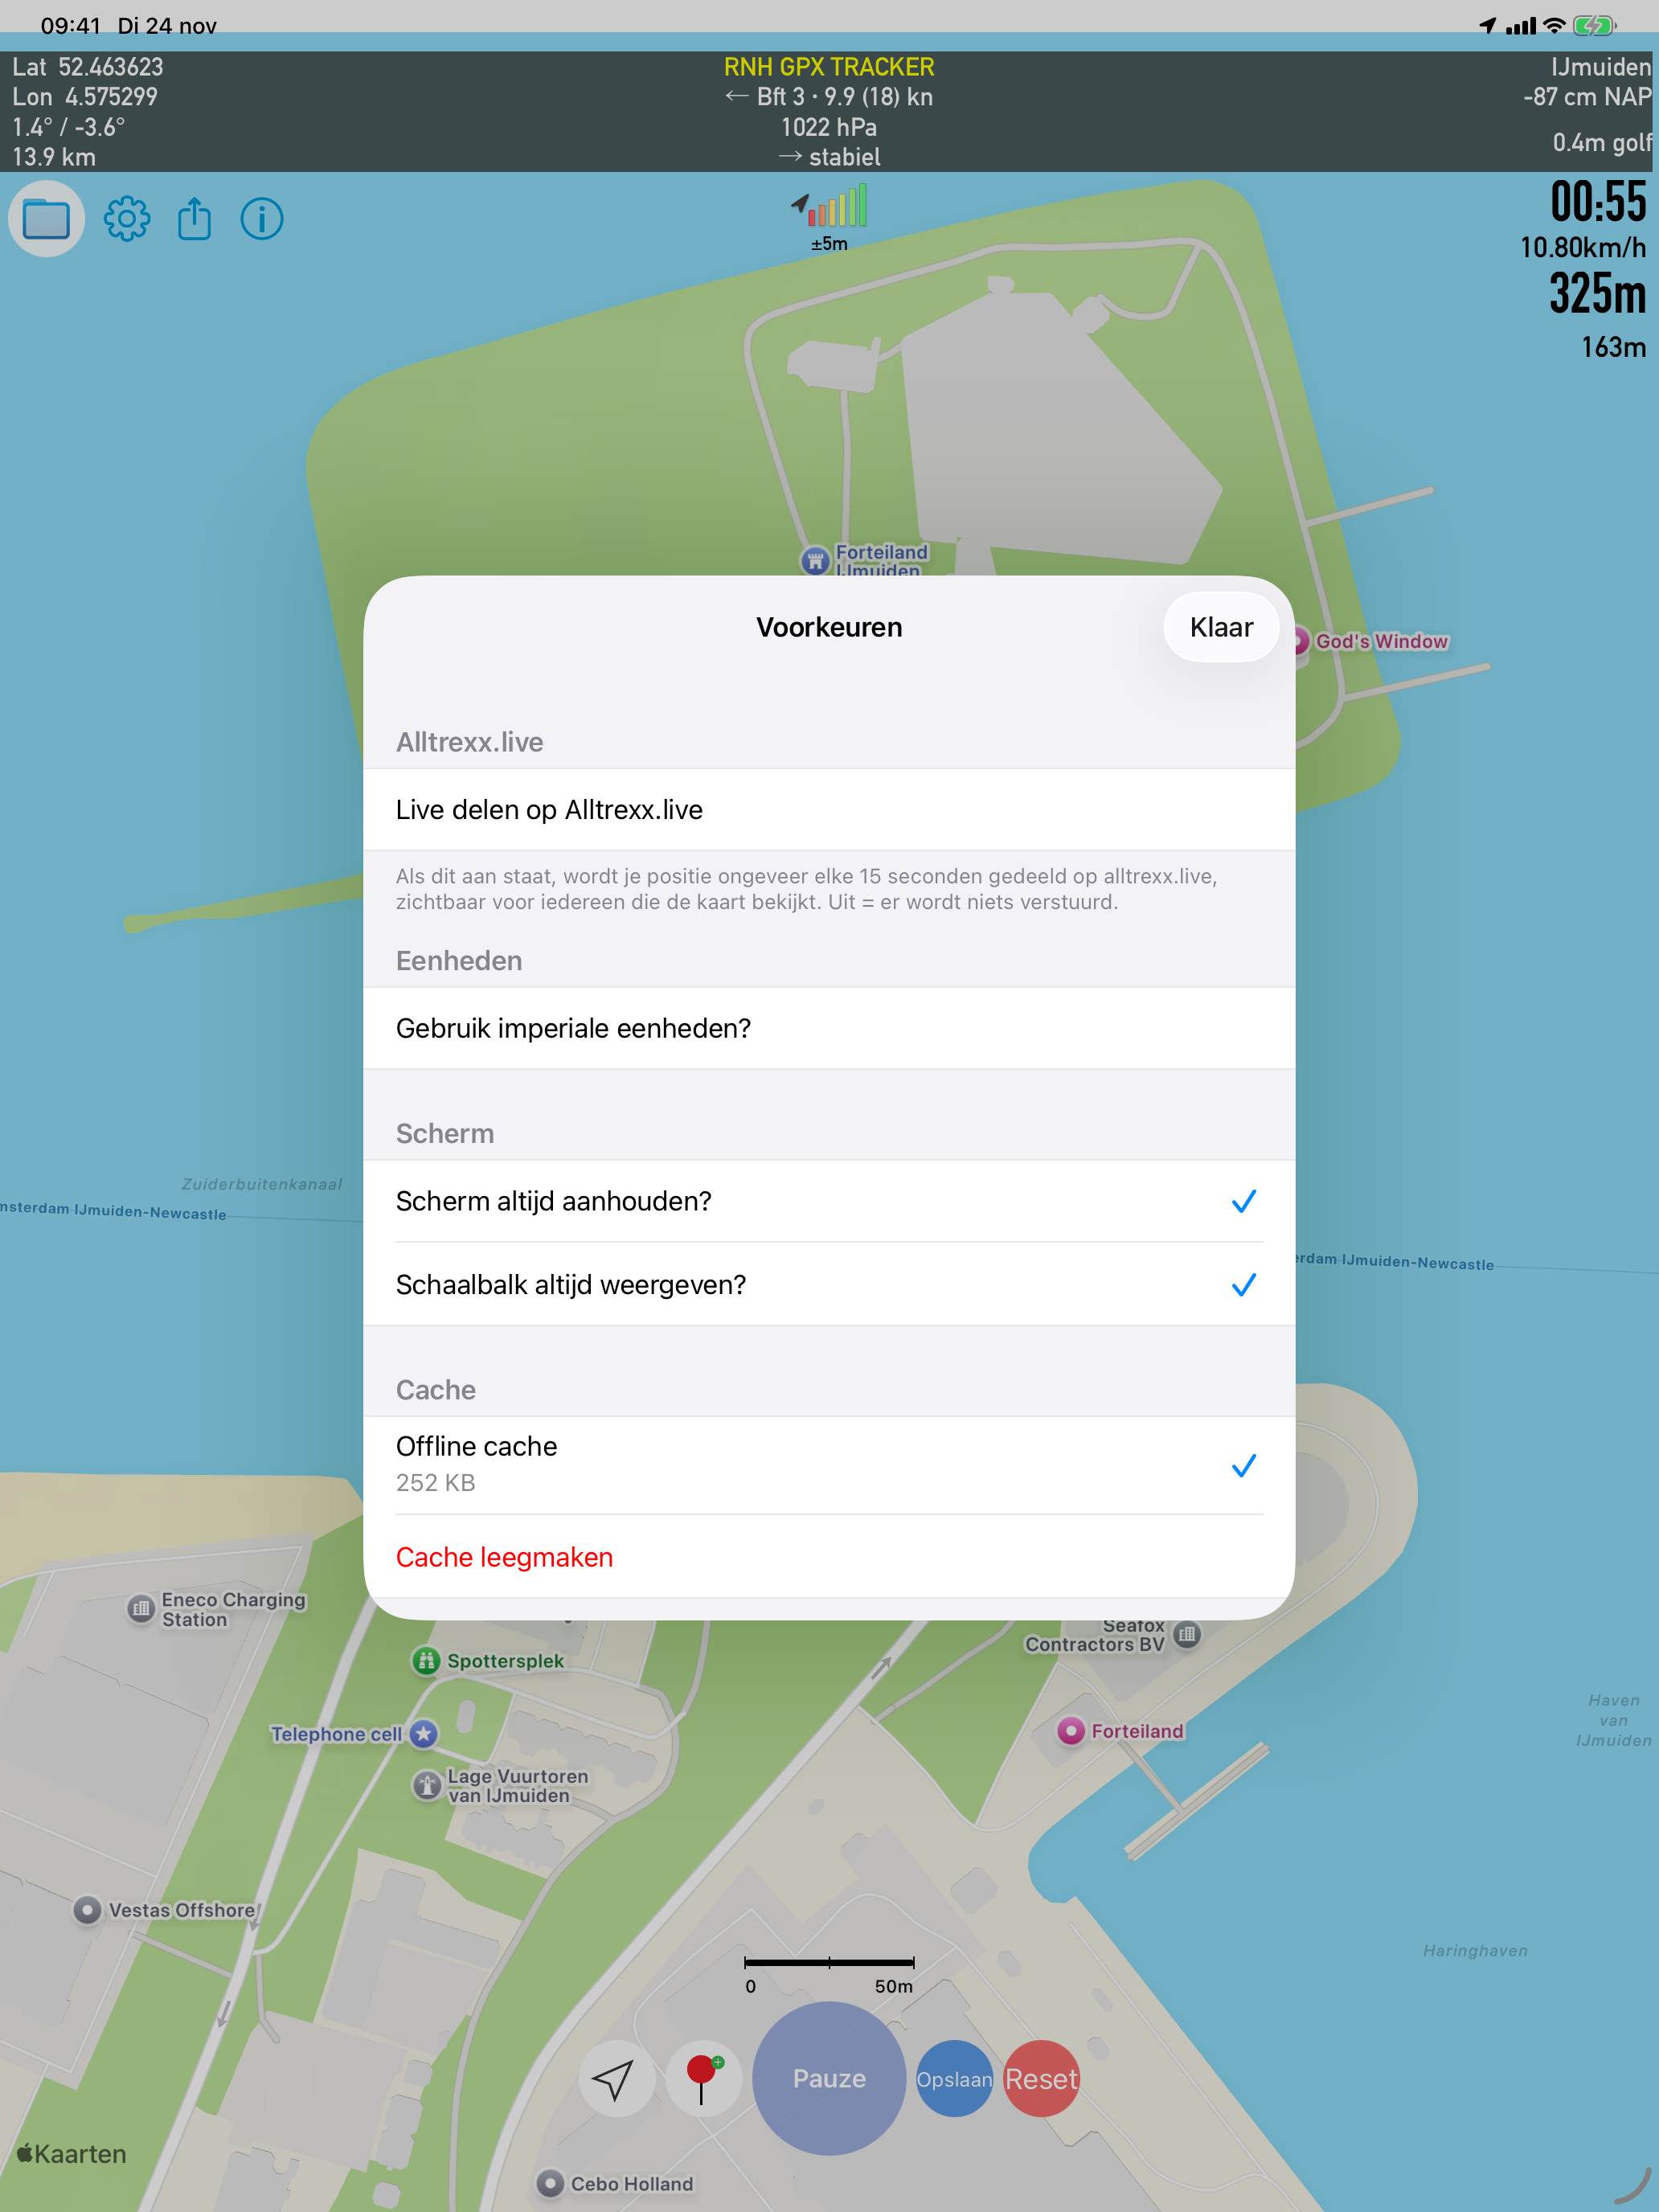 09:41 Di 24 nov
Lat 52.463623
Lon 4.575299
1.4° / -3.6°
13.9 km
RNH GPX TRACKER
← Bft 3 · 9.9 (18) kn
1022 hPa
→ stabiel
IJmuiden
-87 cm NAP
0.4m golf
00:55
10.80km/h
325m
163m
±5m
Forteiland
IJmuiden
God's Window
Voorkeuren
Klaar
Alltrexx.live
Live delen op Alltrexx.live
Als dit aan staat, wordt je positie ongeveer elke 15 seconden gedeeld op alltrexx.live,
zichtbaar voor iedereen die de kaart bekijkt. Uit = er wordt niets verstuurd.
Eenheden
Gebruik imperiale eenheden?
Scherm
Scherm altijd aanhouden?
Schaalbalk altijd weergeven?
Cache
Offline cache
252 KB
Cache leegmaken
Zuiderbuitenkanaal
msterdam IJmuiden-Newcastle
erdam IJmuiden-Newcastle
Eneco Charging
Station
Spottersplek
Telephone cell
Lage Vuurtoren
van IJmuiden
Vestas Offshore
Seafox
Contractors BV
Forteiland
Haven
van
IJmuiden
Haringhaven
0 50m
Pauze
Opslaan
Reset
Kaarten
Cebo Holland